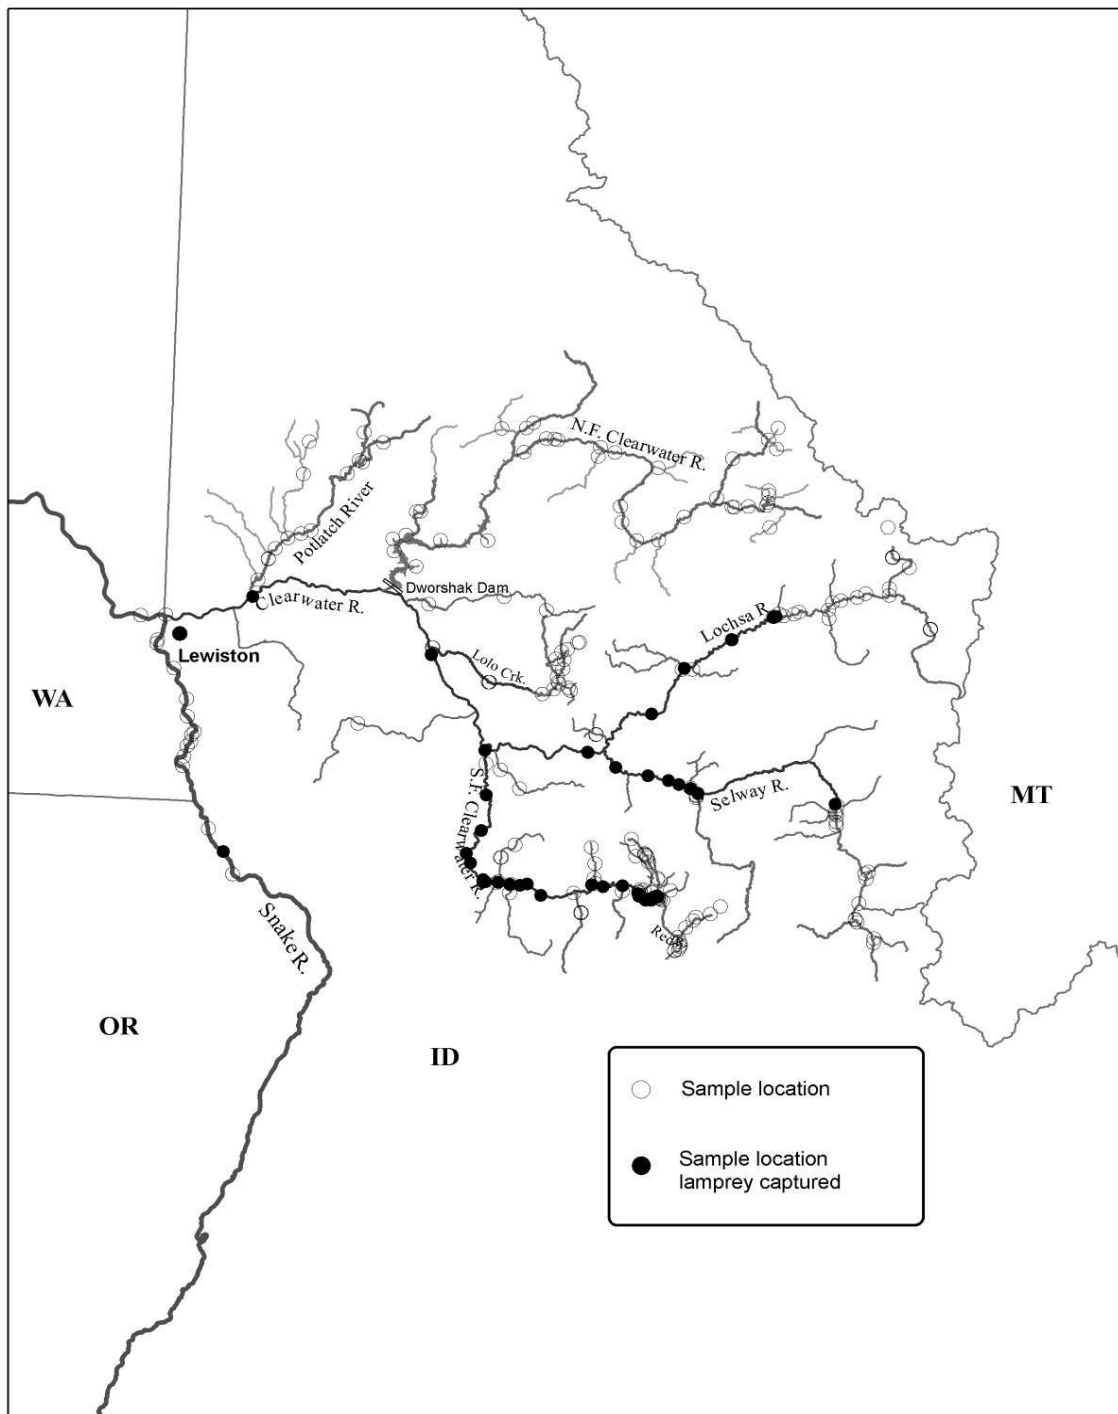 N.F. Clearwater R.
Potlatch River
Dworshak Dam
Clearwater R.
Lochsa R.
Lewiston
Lolo Crk.
WA
S.F. Clearwater R.
Selway R.
MT
Snake R.
Red R.
OR
ID
Sample location
Sample location
lamprey captured